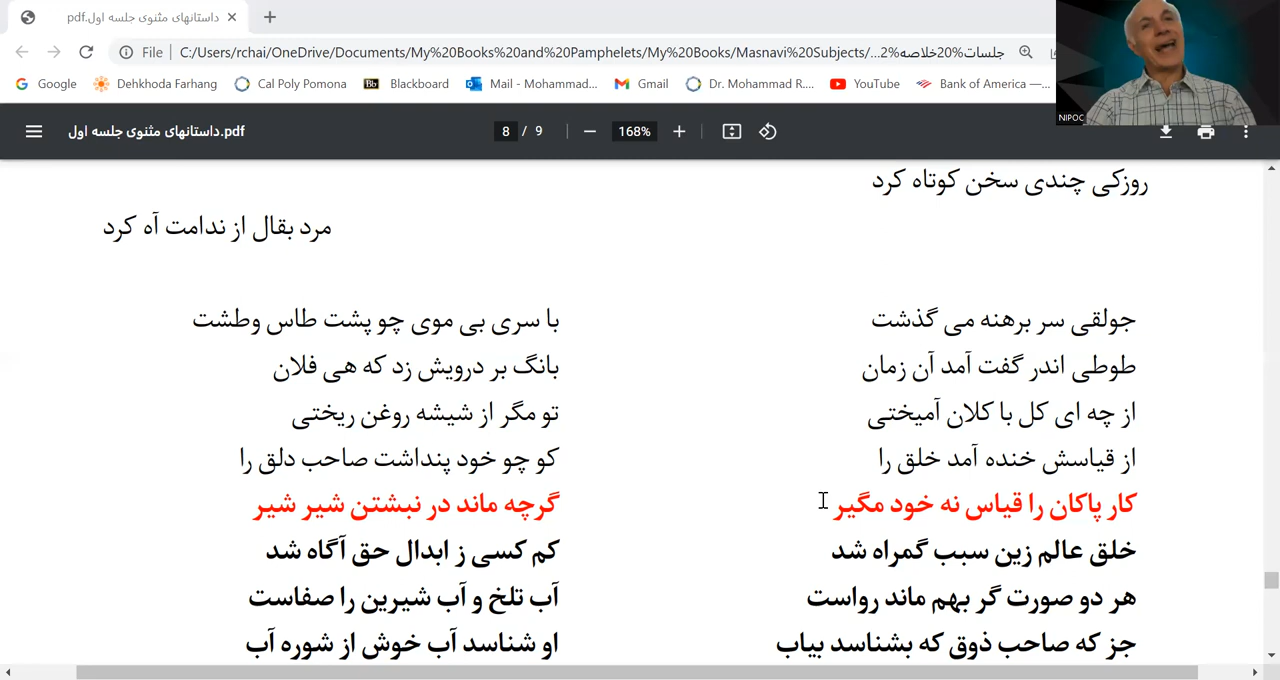 داستانهای مثنوی جلسه اول.pdf
File C:/Users/rchai/OneDrive/Documents/My%20Books%20and%20Pamphelets/My%20Books/Masnavi%20Subjects/...2%جلسات%20خلاصه
Google Dehkhoda Farhang Cal Poly Pomona Bb Blackboard Mail - Mohammad... Gmail Dr. Mohammad R.... YouTube Bank of America —...
NIPOC
داستانهای مثنوی جلسه اول.pdf 8 / 9 168%
روزکی چندی سخن کوتاه کرد
مرد بقال از ندامت آه کرد
جولقی سر برهنه می گذشت با سری بی موی چو پشت طاس وطشت
طوطی اندر گفت آمد آن زمان بانگ بر درویش زد که هی فلان
از چه ای کل با کلان آمیختی تو مگر از شیشه روغن ریختی
از قیاسش خنده آمد خلق را کو چو خود پنداشت صاحب دلق را
کار پاکان را قیاس نه خود مگیر گرچه ماند در نبشتن شیر شیر
خلق عالم زین سبب گمراه شد کم کسی ز ابدال حق آگاه شد
هر دو صورت گر بهم ماند رواست آب تلخ و آب شیرین را صفاست
جز که صاحب ذوق که بشناسد بیاب او شناسد آب خوش از شوره آب